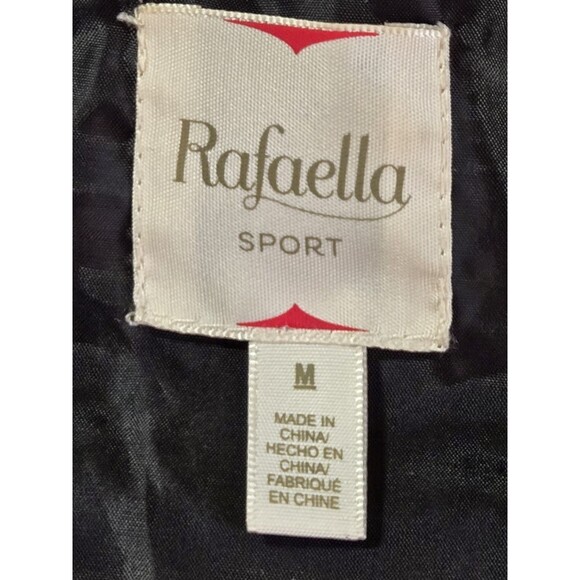 Rafaella
SPORT
M
MADE IN
CHINA/
HECHO EN
CHINA/
FABRIQUÉ
EN CHINE